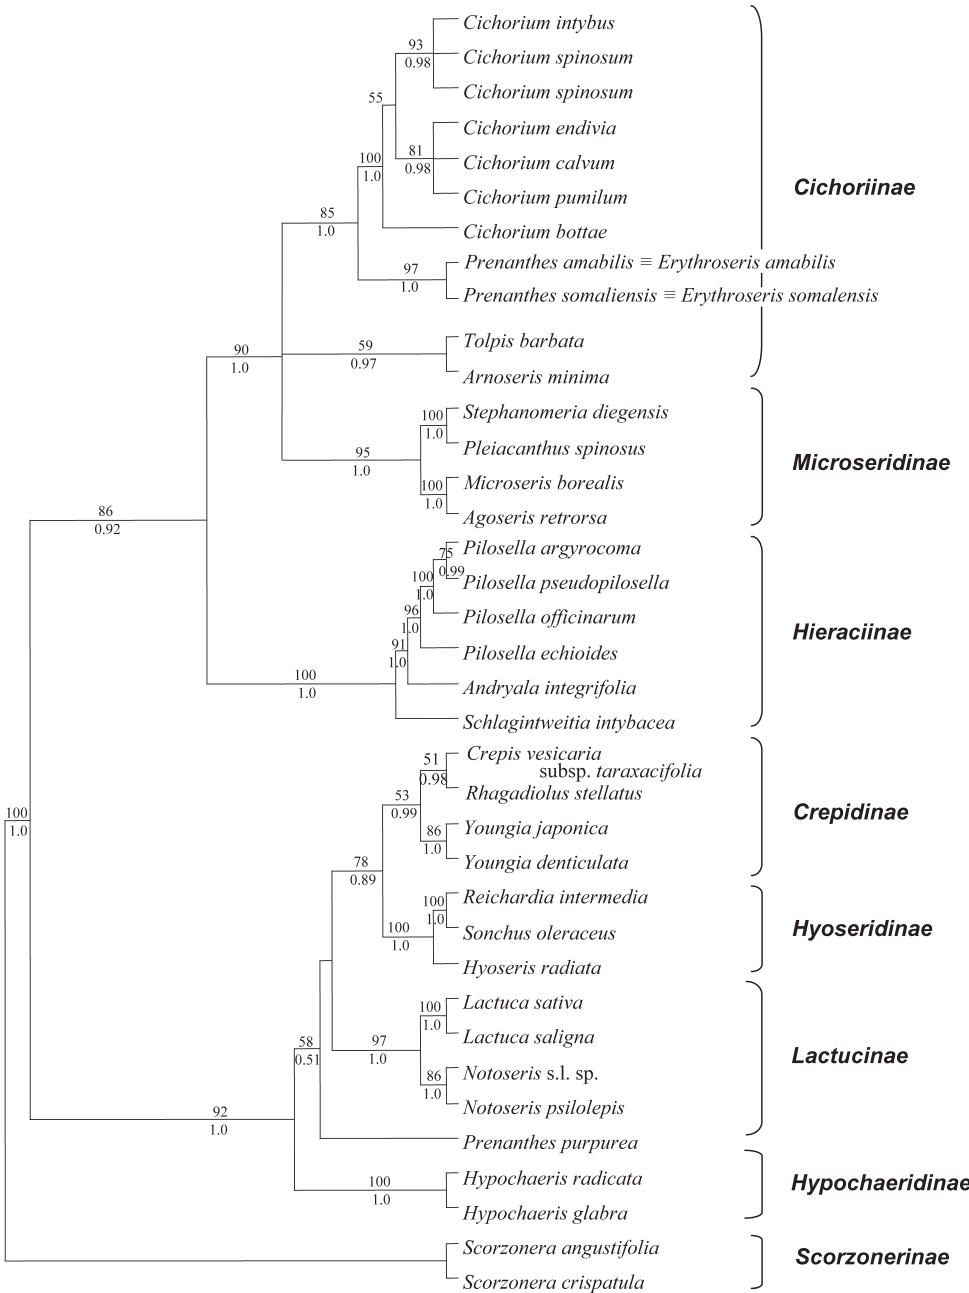 Cichorium intybus
93
0.98
Cichorium spinosum
Cichorium spinosum
55
Cichorium endivia
81
0.98
Cichorium calvum
100
1.0
Cichorium pumilum
Cichoriinae
85
1.0
Cichorium bottae
Prenanthes amabilis ≡ Erythroseris amabilis
97
1.0
Prenanthes somaliensis ≡ Erythroseris somalensis
Tolpis barbata
90
1.0
59
0.97
Arnoseris minima
Stephanomeria diegensis
100
1.0
Pleiacanthus spinosus
95
1.0
Microseridinae
Microseris borealis
100
1.0
Agoseris retrorsa
86
0.92
Pilosella argyrocoma
75
0.99
Pilosella pseudopilosella
100
1.0
Pilosella officinarum
96
1.0
Hieraciinae
Pilosella echioides
91
1.0
Andryala integrifolia
100
1.0
Schlagintweitia intybacea
Crepis vesicaria
subsp. taraxacifolia
51
0.98
Rhagadiolus stellatus
53
0.99
Crepidinae
100
1.0
Youngia japonica
86
1.0
Youngia denticulata
78
0.89
Reichardia intermedia
100
1.0
Sonchus oleraceus
100
1.0
Hyoseridinae
Hyoseris radiata
Lactuca sativa
100
1.0
Lactuca saligna
97
1.0
58
0.51
Lactucinae
Notoseris s.l. sp.
86
1.0
Notoseris psilolepis
92
1.0
Prenanthes purpurea
Hypochaeris radicata
100
1.0
Hypochaeridinae
Hypochaeris glabra
Scorzonera angustifolia
Scorzonerinae
Scorzonera crispatula